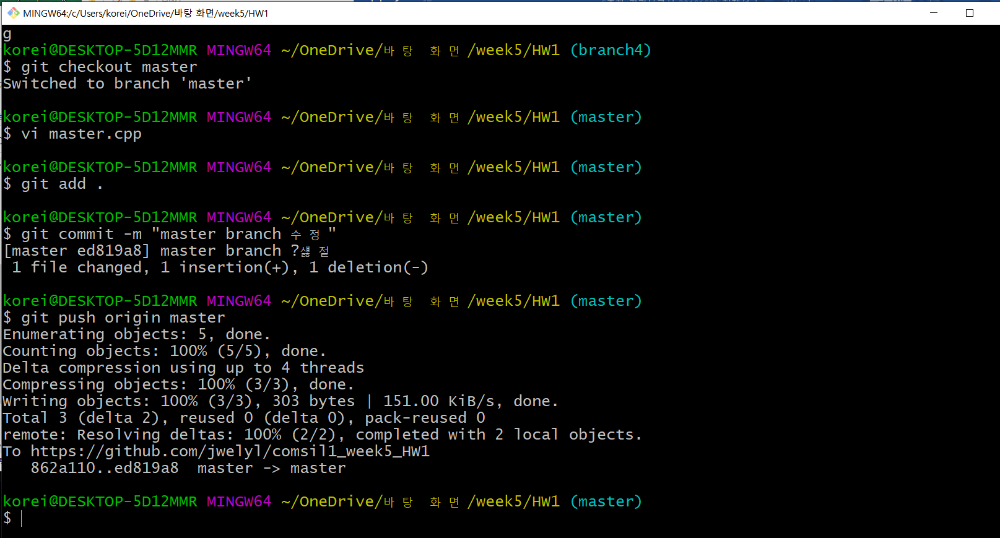 MINGW64:/c/Users/korei/OneDrive/바탕 화면/week5/HW1
g
korei@DESKTOP-5D12MMR MINGW64 ~/OneDrive/바탕 화면/week5/HW1 (branch4)
$ git checkout master
Switched to branch 'master'
korei@DESKTOP-5D12MMR MINGW64 ~/OneDrive/바탕 화면/week5/HW1 (master)
$ vi master.cpp
korei@DESKTOP-5D12MMR MINGW64 ~/OneDrive/바탕 화면/week5/HW1 (master)
$ git add .
korei@DESKTOP-5D12MMR MINGW64 ~/OneDrive/바탕 화면/week5/HW1 (master)
$ git commit -m "master branch 수정"
[master ed819a8] master branch
1 file changed, 1 insertion(+), 1 deletion(-)
korei@DESKTOP-5D12MMR MINGW64 ~/OneDrive/바탕 화면/week5/HW1 (master)
$ git push origin master
Enumerating objects: 5, done.
Counting objects: 100% (5/5), done.
Delta compression using up to 4 threads
Compressing objects: 100% (3/3), done.
Writing objects: 100% (3/3), 303 bytes | 151.00 KiB/s, done.
Total 3 (delta 2), reused 0 (delta 0), pack-reused 0
remote: Resolving deltas: 100% (2/2), completed with 2 local objects.
To https://github.com/jwelyl/comsil1_week5_HW1
862a110..ed819a8 master -> master
korei@DESKTOP-5D12MMR MINGW64 ~/OneDrive/바탕 화면/week5/HW1 (master)
$